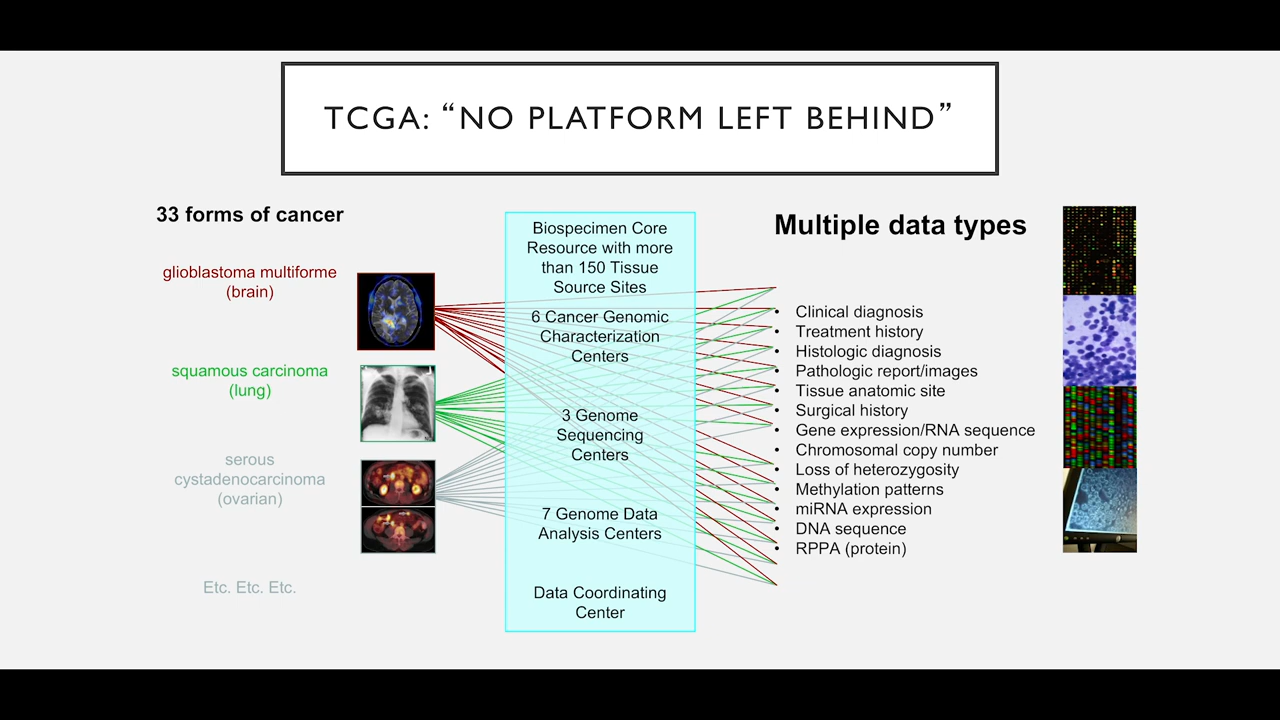 TCGA: “NO PLATFORM LEFT BEHIND”
33 forms of cancer
glioblastoma multiforme
(brain)
squamous carcinoma
(lung)
serous
cystadenocarcinoma
(ovarian)
Etc. Etc. Etc.
Biospecimen Core
Resource with more
than 150 Tissue
Source Sites
6 Cancer Genomic
Characterization
Centers
3 Genome
Sequencing
Centers
7 Genome Data
Analysis Centers
Data Coordinating
Center
Multiple data types
• Clinical diagnosis
• Treatment history
• Histologic diagnosis
• Pathologic report/images
• Tissue anatomic site
• Surgical history
• Gene expression/RNA sequence
• Chromosomal copy number
• Loss of heterozygosity
• Methylation patterns
• miRNA expression
• DNA sequence
• RPPA (protein)